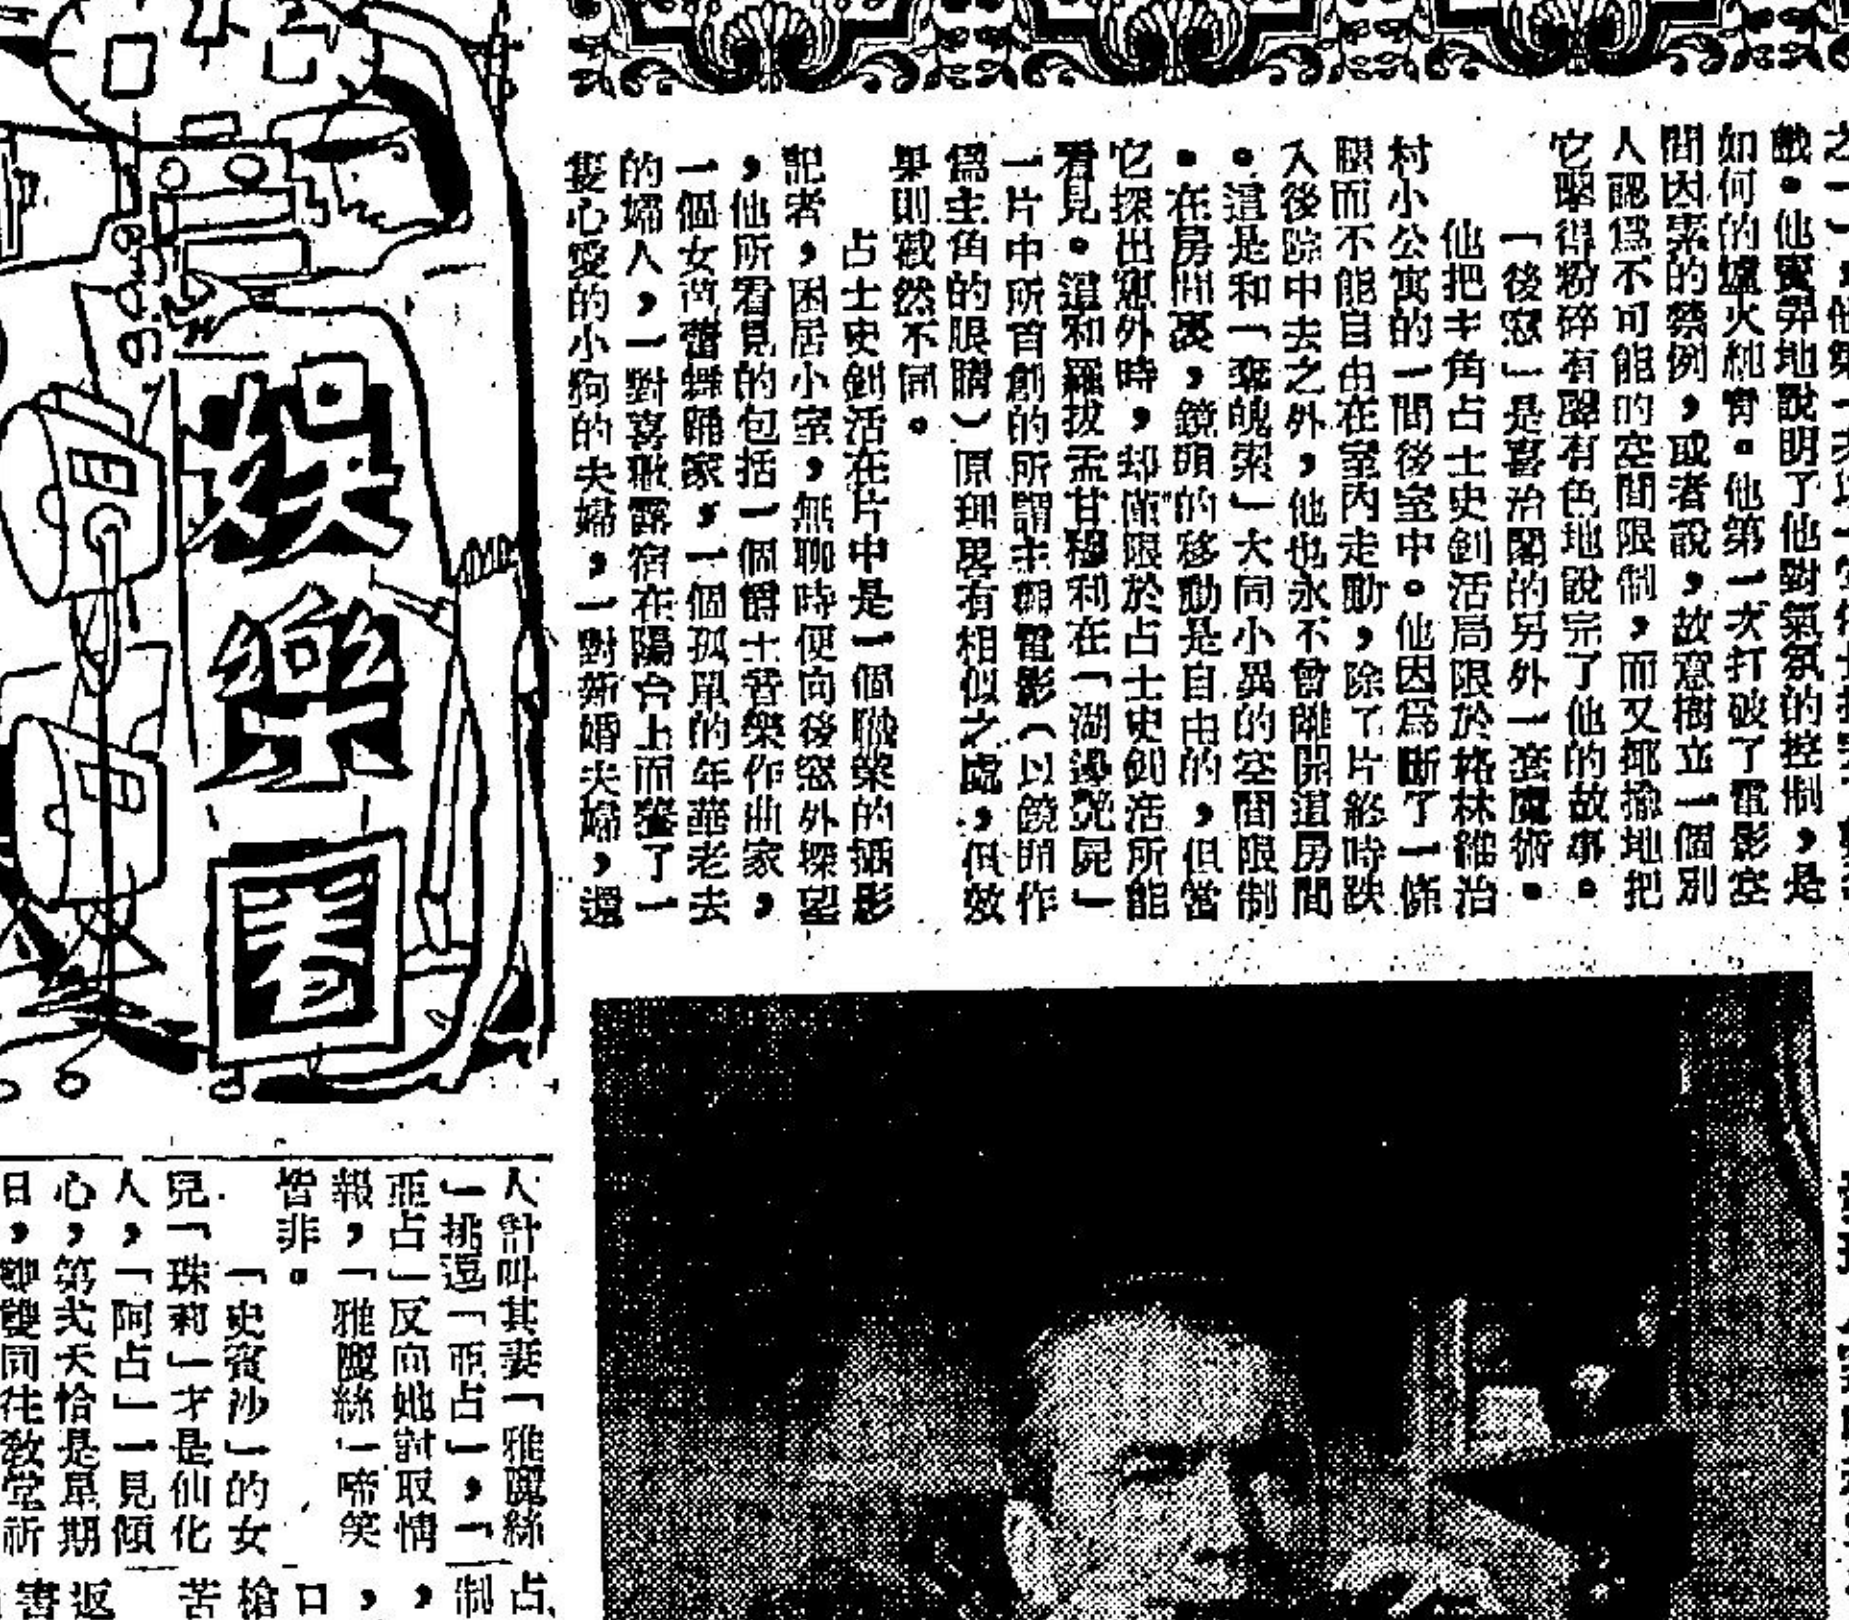 戲。他實弄地說明了他對氣氛的控制，是
如何的爐火純青。他第一次打破了電影空
間因素的禁例，或者說，故意樹立一個別
人認爲不可能的空間限制，而又揶揄地把
它擊得粉碎有聲有色地說完了他的故事。
「後窓」是喜治閣的另外一套魔術。
他把主角占士史釗活局限於格林維治
村小公寓的一間後室中。他因爲斷了一條
腿而不能自由在室內走動，除了片終時跌
入後院中去之外，他也永不曾離開這房間
。這是和「奪魄索」大同小異的空間限制
。在房間裏，鏡頭的移動是自由的，但當
它探出窻外時，却僅限於占士史釗活所能
看見。這和羅拔孟甘穆利在「湖邊艷屍」
一片中所首創的所謂主觀電影（以鏡頭作
爲主角的眼睛）原理畧有相似之處，但效
果則截然不同。
占士史釗活在片中是一個職業的攝影
記者，困居小室，無聊時便向後窓外探望
，他所看見的包括一個爵士音樂作曲家，
一個女芭蕾舞踊家，一個孤單的年華老去
的婦人，一對喜歡露宿在陽台上而養了一
隻心愛的小狗的夫婦，一對新婚夫婦，還
娛樂圈
人計叫其妻「雅麗絲
」挑逗「亞占」，「
亞占」反向她討取情
報，「雅麗絲」啼笑
皆非。
「史賓沙」的女
兒「珠莉」才是仙化
人，「阿占」一見傾
心，第弍天恰是星期
日，聊雙同往教堂祈
占
制
，
，
口
槍
苦
返
書